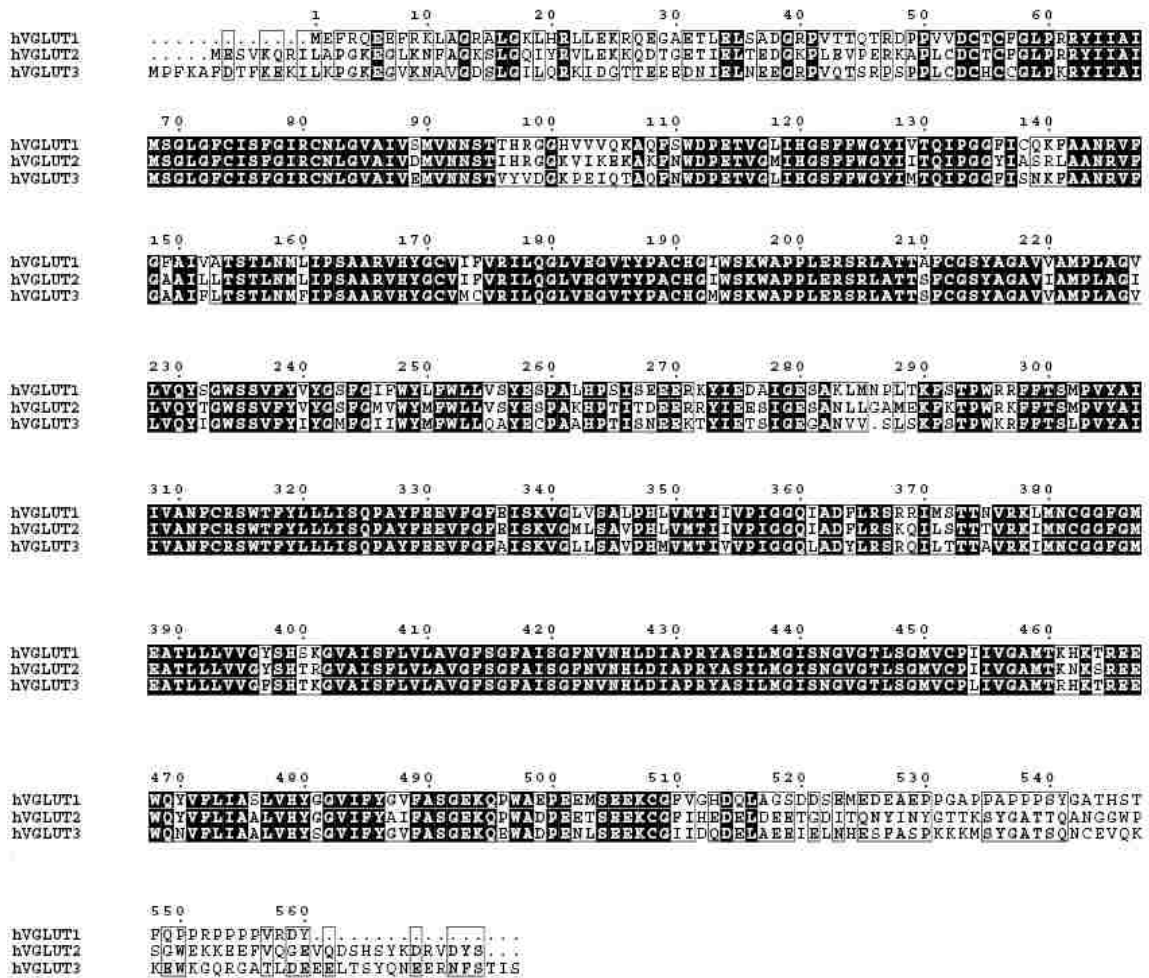 1 10 20 30 40 50 60
hVGLUT1 .............MEFRQEEFRKLAGRALGKLHRLLEKRQEGAETLELSADGRPVTTQTRDPPVVDCTCFGLPRRYIIAI
hVGLUT2 .....MESVKQRILAPGKEGLKNFAGKSLGQIYRVLEKKQDTGETIELTEDGKPLEVPERKAPLCDCTCFGLPRRYIIAI
hVGLUT3 MPFKAFDTFKEKILKPGKEGVKNAVGDSLGILQRKIDGTTEEEDNIELNEEGRPVQTSRPSPPLCDCHCCGLPKRYIIAI
70 80 90 100 110 120 130 140
hVGLUT1 MSGLGFCISFGIRCNLGVAIVSMVNNSTTHRGGHVVVQKAQFSWDPETVGLIHGSFFWGYIVTQIPGGFICQKFAANRVF
hVGLUT2 MSGLGFCISFGIRCNLGVAIVDMVNNSTIHRGGKVIKEKAKFNWDPETVGMIHGSFFWGYIITQIPGGYIASRLAANRVF
hVGLUT3 MSGLGFCISFGIRCNLGVAIVEMVNNSTVYVDGKPEIQTAQFNWDPETVGLIHGSFFWGYIMTQIPGGFISNKFAANRVF
150 160 170 180 190 200 210 220
hVGLUT1 GFAIVATSTLNMLIPSAARVHYGCVIFVRILQGLVEGVTYPACHGIWSKWAPPLERSRLATTAFCGSYAGAVVAMPLAGV
hVGLUT2 GAAILLTSTLNMLIPSAARVHYGCVIFVRILQGLVEGVTYPACHGIWSKWAPPLERSRLATTSFCGSYAGAVIAMPLAGI
hVGLUT3 GAAIFLTSTLNMFIPSAARVHYGCVMCVRILQGLVEGVTYPACHGMWSKWAPPLERSRLATTSFCGSYAGAVVAMPLAGV
230 240 250 260 270 280 290 300
hVGLUT1 LVQYSGWSSVFYVYGSFGIFWYLFWLLVSYESPALHPSISEEERKYIEDAIGESAKLMNPLTKFSTPWRRFFTSMPVYAI
hVGLUT2 LVQYTGWSSVFYVYGSFGMVWYMFWLLVSYESPAKHPTITDEERRYIEESIGESANLLGAMEKFKTPWRKFFTSMPVYAI
hVGLUT3 LVQYIGWSSVFYIYGMFGIIWYMFWLLQAYECPAAHPTISNEEKTYIETSIGEGANVV.SLSKFSTPWKRFFTSLPVYAI
310 320 330 340 350 360 370 380
hVGLUT1 IVANFCRSWTFYLLLISQPAYFEEVFGFEISKVGLVSALPHLVMTIIVPIGGQIADFLRSRRIMSTTNVRKLMNCGGFGM
hVGLUT2 IVANFCRSWTFYLLLISQPAYFEEVFGFEISKVGMLSAVPHLVMTIIVPIGGQIADFLRSKQILSTTTVRKIMNCGGFGM
hVGLUT3 IVANFCRSWTFYLLLISQPAYFEEVFGFAISKVGLLSAVPHMVMTIVVPIGGQLADYLRSRQILTTTAVRKIMNCGGFGM
390 400 410 420 430 440 450 460
hVGLUT1 EATLLLVVGYSHSKGVAISFLVLAVGFSGFAISGFNVNHLDIAPRYASILMGISNGVGTLSGMVCPIIVGAMTKHKTREE
hVGLUT2 EATLLLVVGYSHTRGVAISFLVLAVGFSGFAISGFNVNHLDIAPRYASILMGISNGVGTLSGMVCPIIVGAMTKNKSREE
hVGLUT3 EATLLLVVGFSHTKGVAISFLVLAVGFSGFAISGFNVNHLDIAPRYASILMGISNGVGTLSGMVCPLIVGAMTRHKTREE
470 480 490 500 510 520 530 540
hVGLUT1 WQYVFLIASLVHYGGVIFYGVFASGEKQPWAEPEEMSEEKCGFVGHDQLAGSDDSEMEDEAEPPGAPPAPPPSYGATHST
hVGLUT2 WQYVFLIAALVHYGGVIFYAIFASGEKQPWADPEETSEEKCGFIHEDELDEETGDITQNYINYGTTKSYGATTQANGGWP
hVGLUT3 WQNVFLIAALVHYSGVIFYGVFASGEKQEWADPENLSEEKCGIIDQDELAEEIELNHESFASPKKKMSYGATSQNCEVQK
550 560
hVGLUT1 FQPPRPPPPVRDY.................
hVGLUT2 SGWEKKEEFVQGEVQDSHSYKDRVDYS...
hVGLUT3 KEWKGQRGATLDEEELTSYQNEERNFSTIS